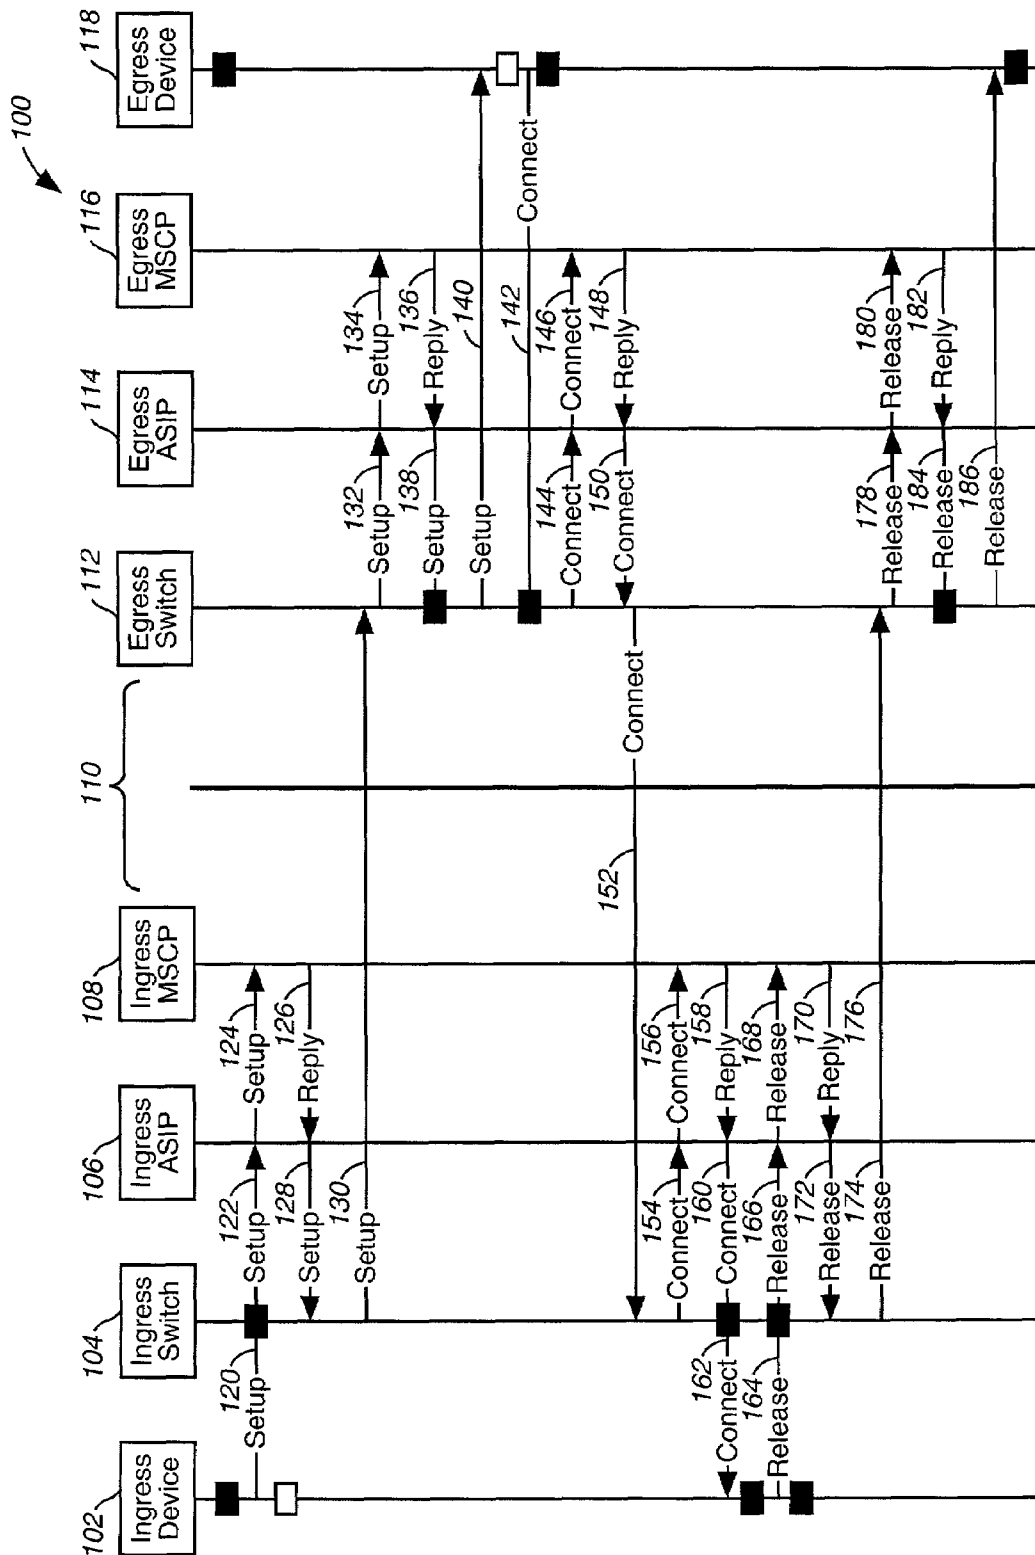 100
102
104
106
108
110
112
114
116
118
Ingress
Device
Ingress
Switch
Ingress
ASIP
Ingress
MSCP
Egress
Switch
Egress
ASIP
Egress
MSCP
Egress
Device
120
Setup
122
Setup
124
Setup
126
Reply
128
Setup
130
Setup
132
Setup
134
Setup
136
Reply
138
Setup
140
Setup
142
Connect
144
Connect
146
Connect
148
Reply
150
Connect
152
Connect
154
Connect
156
Connect
158
Reply
160
Connect
162
Connect
164
Release
166
Release
168
Release
170
Reply
172
Release
174
Release
176
178
Release
180
Release
182
Reply
184
Release
186
Release